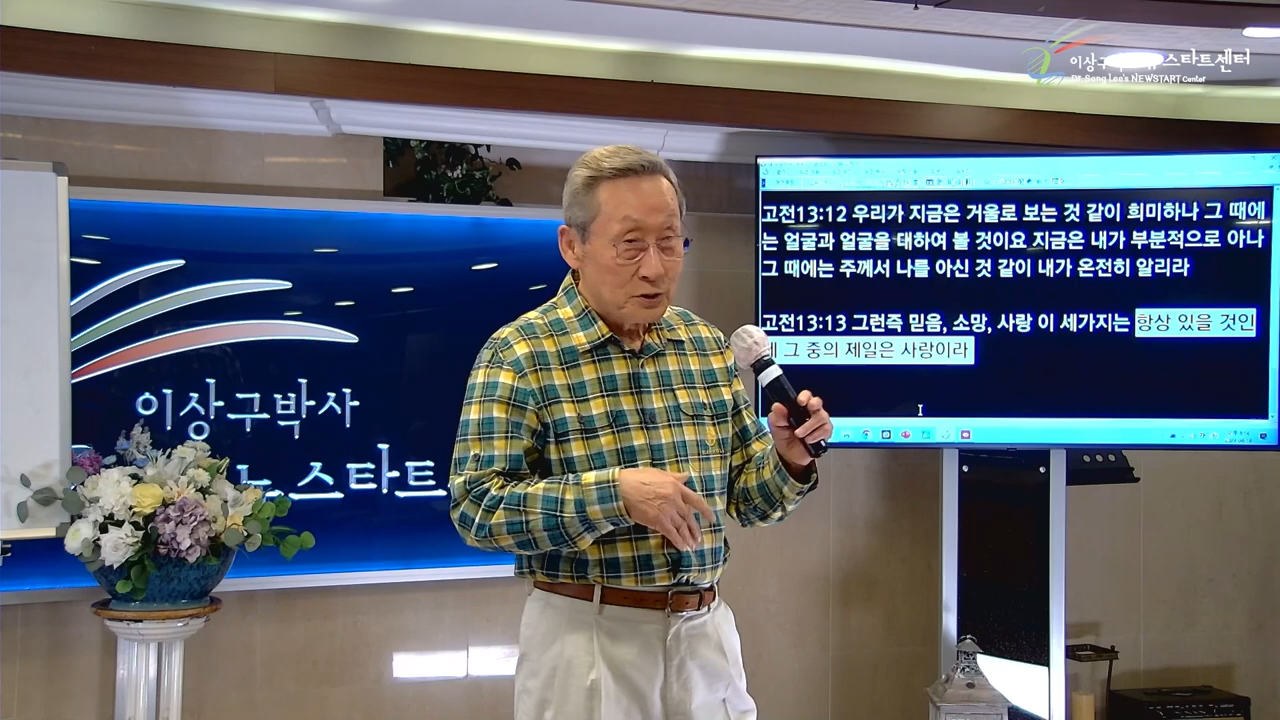 이상구 스타트센터
Dr. Sang Lee's NEWSTART Center
고전13:12 우리가 지금은 거울로 보는 것 같이 희미하나 그 때에
는 얼굴과 얼굴을 대하여 볼 것이요 지금은 내가 부분적으로 아나
그 때에는 주께서 나를 아신 것 같이 내가 온전히 알리라
고전13:13 그런즉 믿음, 소망, 사랑 이 세가지는 항상 있을 것인
데 그 중의 제일은 사랑이라
이상구박사
뉴스타트